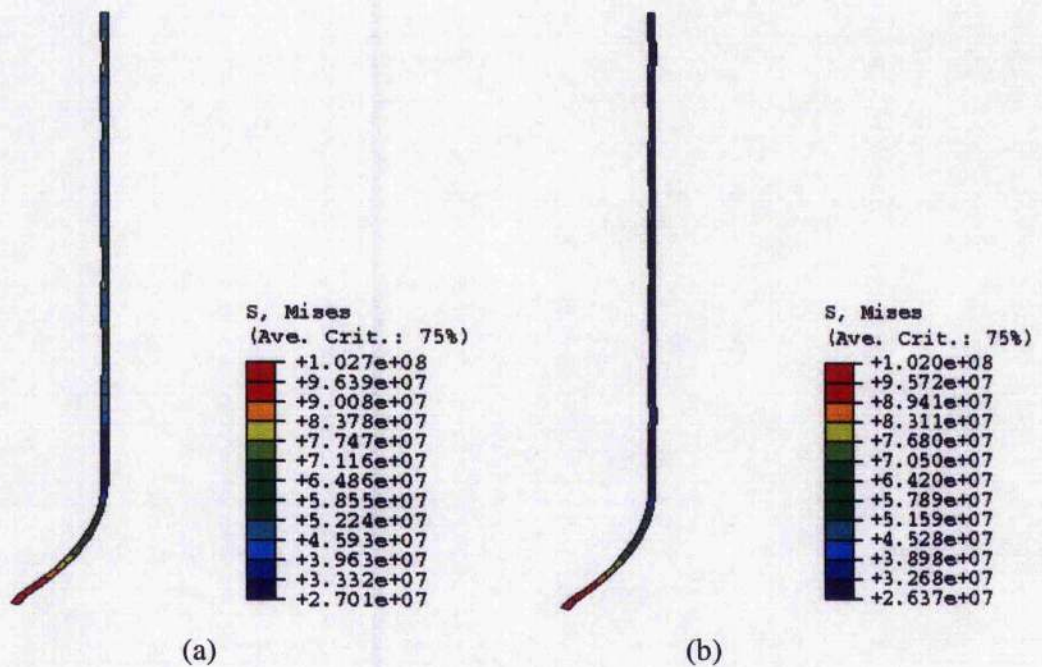 S, Mises
(Ave. Crit.: 75%)
+1.027e+08
+9.639e+07
+9.008e+07
+8.378e+07
+7.747e+07
+7.116e+07
+6.486e+07
+5.855e+07
+5.224e+07
+4.593e+07
+3.963e+07
+3.332e+07
+2.701e+07
(a)
S, Mises
(Ave. Crit.: 75%)
+1.020e+08
+9.572e+07
+8.941e+07
+8.311e+07
+7.680e+07
+7.050e+07
+6.420e+07
+5.789e+07
+5.159e+07
+4.528e+07
+3.898e+07
+3.268e+07
+2.637e+07
(b)